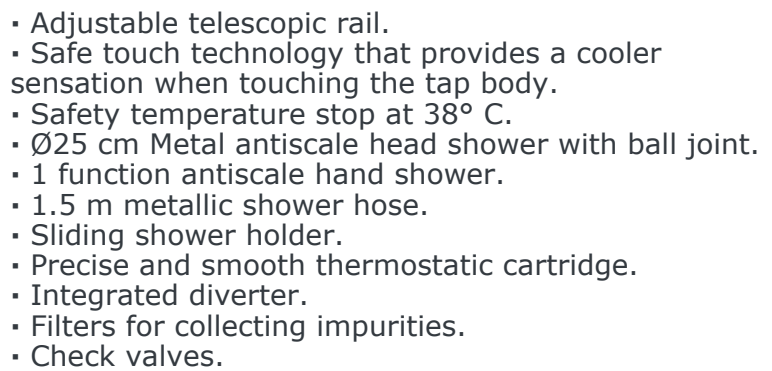 ▪ Adjustable telescopic rail.
▪ Safe touch technology that provides a cooler
sensation when touching the tap body.
▪ Safety temperature stop at 38° C.
▪ Ø25 cm Metal antiscale head shower with ball joint.
▪ 1 function antiscale hand shower.
▪ 1.5 m metallic shower hose.
▪ Sliding shower holder.
▪ Precise and smooth thermostatic cartridge.
▪ Integrated diverter.
▪ Filters for collecting impurities.
▪ Check valves.